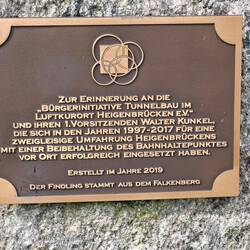 Zur Erinnerung an die
„Bürgerinitiative Tunnelbau im
Luftkurort Heigenbrücken e.V."
und ihren 1.Vorsitzenden Walter Kunkel,
die sich in den Jahren 1997-2017 für eine
zweigleisige Umfahrung Heigenbrückens
mit einer Beibehaltung des Bahnhaltepunktes
vor Ort erfolgreich eingesetzt haben.
Erstellt im Jahre 2019
Der Findling stammt aus dem Falkenberg